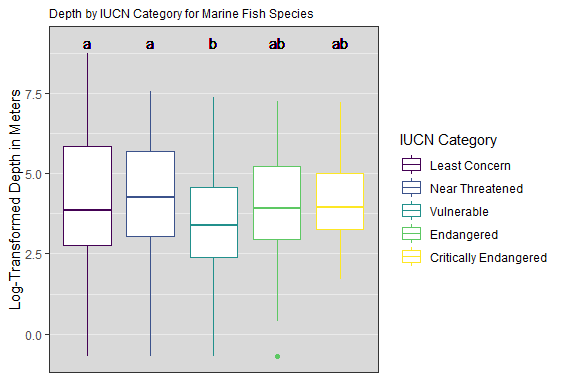 Depth by IUCN Category for Marine Fish Species
a a b ab ab
7.5
5.0
2.5
0.0
Log-Transformed Depth in Meters
IUCN Category
Least Concern
Near Threatened
Vulnerable
Endangered
Critically Endangered